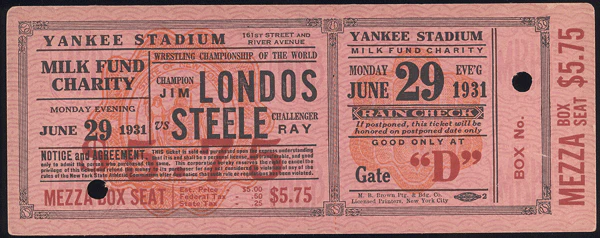 YANKEE STADIUM
161ST STREET AND
RIVER AVENUE
MILK FUND
CHARITY
WRESTLING CHAMPIONSHIP OF THE WORLD
CHAMPION
JIM LONDOS
vs
STEELE CHALLENGER
RAY
MONDAY EVENING
JUNE 29 1931
$5.75
NOTICE and AGREEMENT.
MEZZA BOX SEAT
Est. Price $5.00
Federal Tax - .50
State Tax - .25
$5.75
YANKEE STADIUM
MILK FUND CHARITY
MONDAY EVE'G
JUNE 29 1931
RAIN CHECK
If postponed, this ticket will be
honored on postponed date only
GOOD ONLY AT
Gate "D"
Licensed Printers, New York City
2
BOX No.
MEZZA BOX SEAT $5.75